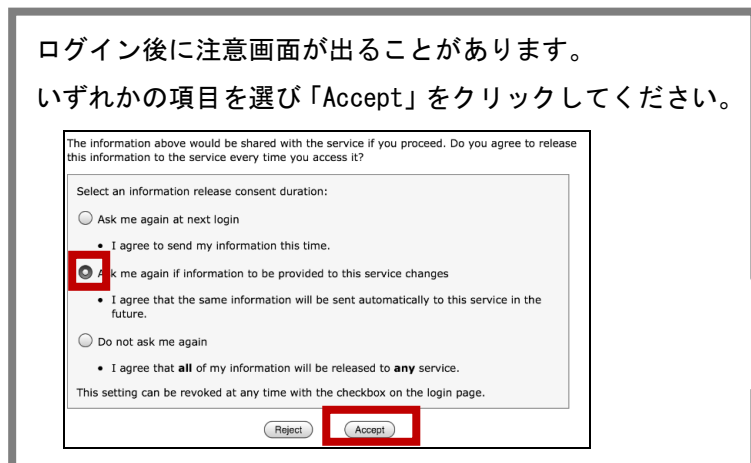 ログイン後に注意画面が出ることがあります。
いずれかの項目を選び「Accept」をクリックしてください。
The information above would be shared with the service if you proceed. Do you agree to release
this information to the service every time you access it?
Select an information release consent duration:
Ask me again at next login
• I agree to send my information this time.
Ask me again if information to be provided to this service changes
• I agree that the same information will be sent automatically to this service in the
future.
Do not ask me again
• I agree that all of my information will be released to any service.
This setting can be revoked at any time with the checkbox on the login page.
Reject Accept